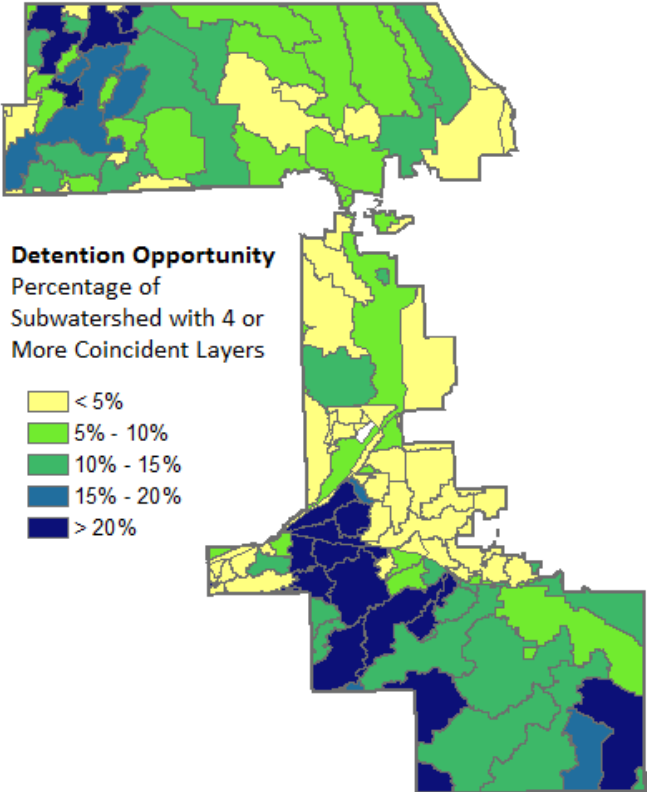 Detention Opportunity
Percentage of
Subwatershed with 4 or
More Coincident Layers
< 5%
5% - 10%
10% - 15%
15% - 20%
> 20%